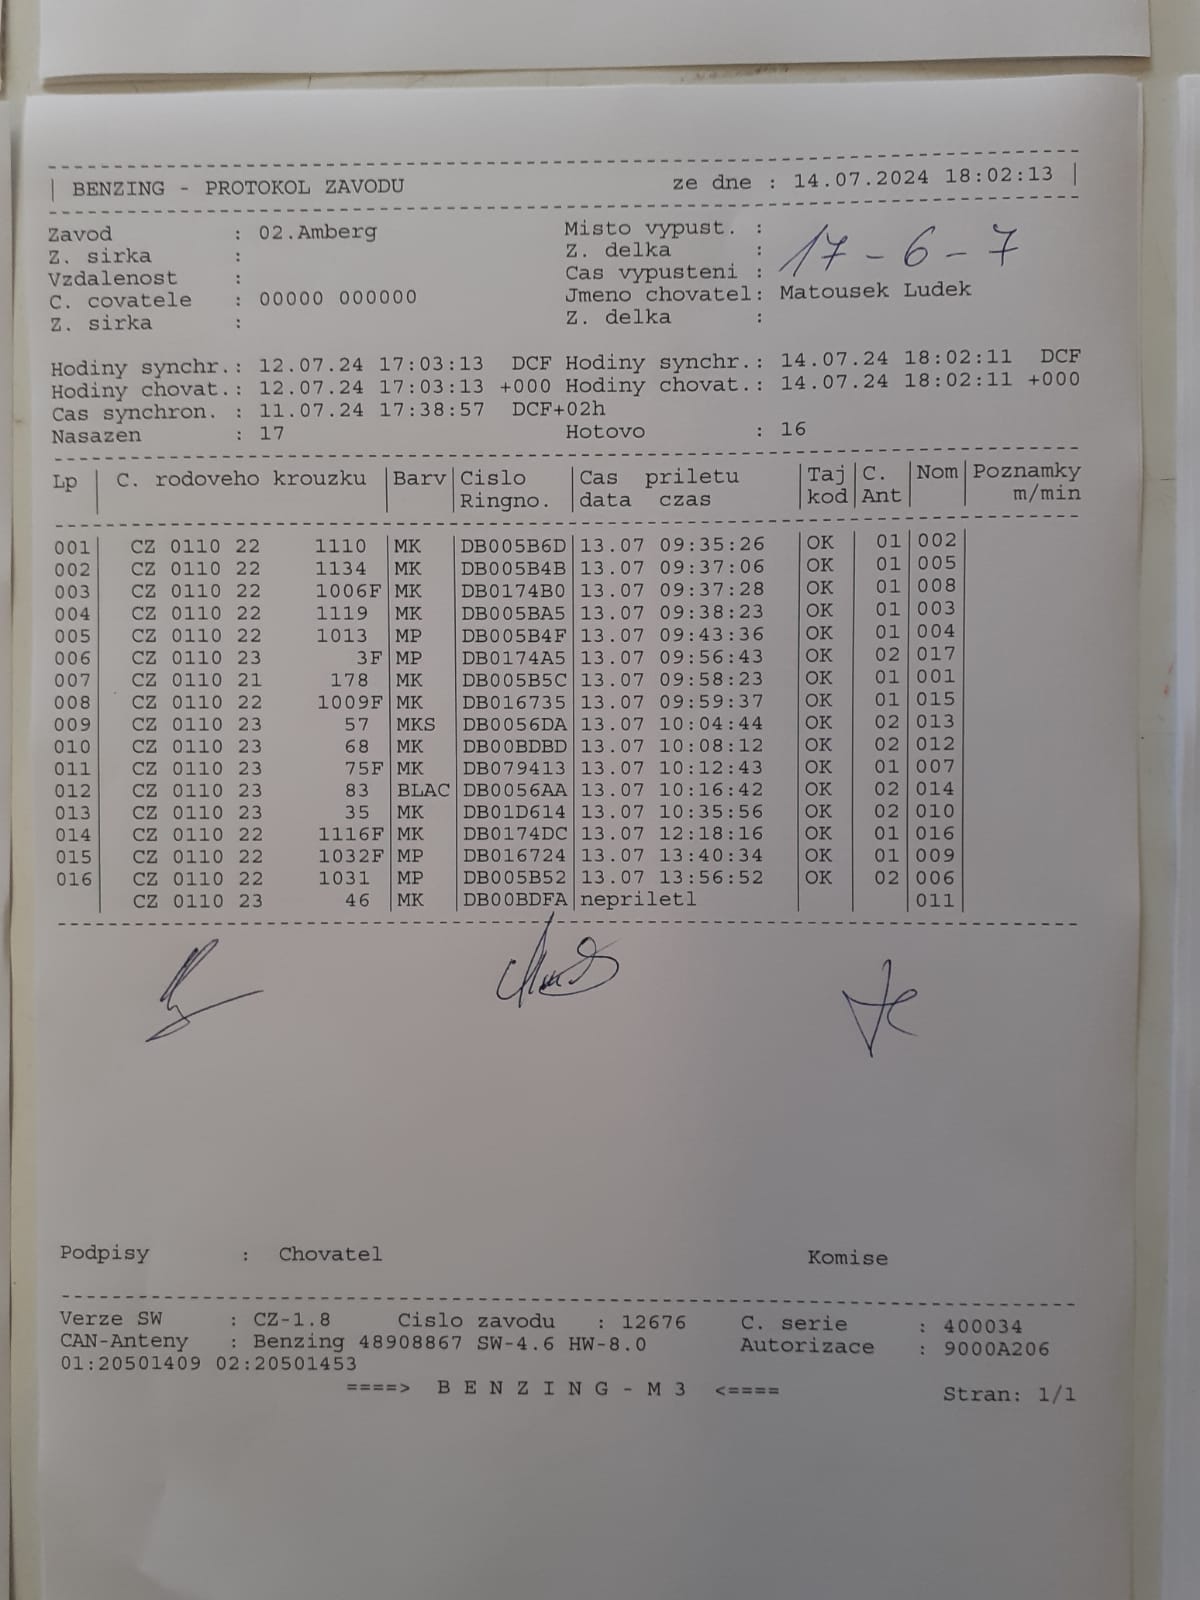 BENZING - PROTOKOL ZAVODU ze dne : 14.07.2024 18:02:13
Zavod : 02.Amberg Misto vypust. :
Z. sirka : Z. delka : 17-6-7
Vzdalenost : Cas vypusteni :
C. covatele : 00000 000000 Jmeno chovatel: Matousek Ludek
Z. sirka : Z. delka :
Hodiny synchr.: 12.07.24 17:03:13 DCF Hodiny synchr.: 14.07.24 18:02:11 DCF
Hodiny chovat.: 12.07.24 17:03:13 +000 Hodiny chovat.: 14.07.24 18:02:11 +000
Cas synchron. : 11.07.24 17:38:57 DCF+02h
Nasazen : 17 Hotovo : 16
Lp | C. rodoveho krouzku |Barv|Cislo |Cas priletu |Taj|C. |Nom|Poznamky
Ringno. |data czas |kod|Ant m/min
001| CZ 0110 22 1110 |MK |DB005B6D|13.07 09:35:26 |OK | 01|002|
002| CZ 0110 22 1134 |MK |DB005B4B|13.07 09:37:06 |OK | 01|005|
003| CZ 0110 22 1006F|MK |DB0174B0|13.07 09:37:28 |OK | 01|008|
004| CZ 0110 22 1119 |MK |DB005BA5|13.07 09:38:23 |OK | 01|003|
005| CZ 0110 22 1013 |MP |DB005B4F|13.07 09:43:36 |OK | 01|004|
006| CZ 0110 23 3F|MP |DB0174A5|13.07 09:56:43 |OK | 02|017|
007| CZ 0110 21 178 |MK |DB005B5C|13.07 09:58:23 |OK | 01|001|
008| CZ 0110 22 1009F|MK |DB016735|13.07 09:59:37 |OK | 01|015|
009| CZ 0110 23 57 |MKS |DB0056DA|13.07 10:04:44 |OK | 02|013|
010| CZ 0110 23 68 |MK |DB00BDBD|13.07 10:08:12 |OK | 02|012|
011| CZ 0110 23 75F|MK |DB079413|13.07 10:12:43 |OK | 01|007|
012| CZ 0110 23 83 |BLAC|DB0056AA|13.07 10:16:42 |OK | 02|014|
013| CZ 0110 23 35 |MK |DB01D614|13.07 10:35:56 |OK | 02|010|
014| CZ 0110 22 1116F|MK |DB0174DC|13.07 12:18:16 |OK | 01|016|
015| CZ 0110 22 1032F|MP |DB016724|13.07 13:40:34 |OK | 01|009|
016| CZ 0110 22 1031 |MP |DB005B52|13.07 13:56:52 |OK | 02|006|
CZ 0110 23 46 |MK |DB00BDFA|nepriletl | | |011|
Podpisy : Chovatel Komise
Verze SW : CZ-1.8 Cislo zavodu : 12676 C. serie : 400034
CAN-Anteny : Benzing 48908867 SW-4.6 HW-8.0 Autorizace : 9000A206
01:20501409 02:20501453
====> B E N Z I N G - M 3 <==== Stran: 1/1